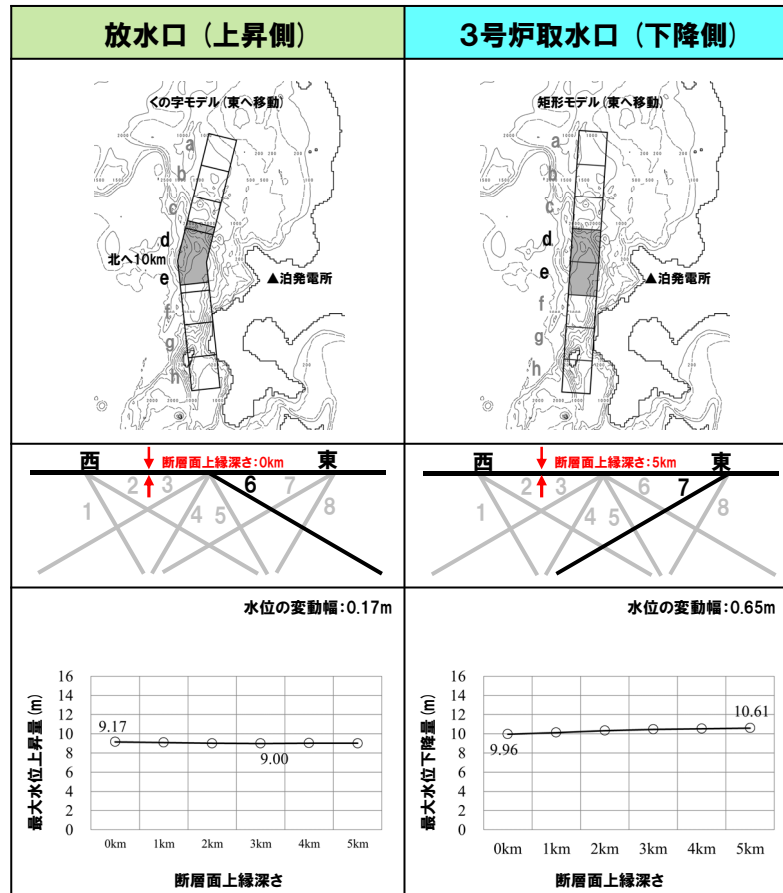 放水口（上昇側）
3号炉取水口（下降側）
くの字モデル（東へ移動）
a
b
c
d
北へ10km
e
f
g
h
▲泊発電所
矩形モデル（東へ移動）
a
b
c
d
e
f
g
h
▲泊発電所
西
断層面上縁深さ:0km
東
1
2
3
4
5
6
7
8
西
断層面上縁深さ:5km
東
1
2
3
4
5
6
7
8
水位の変動幅:0.17m
最大水位上昇量(m)
16
14
12
10
8
6
4
2
0
9.17
9.00
0km 1km 2km 3km 4km 5km
断層面上縁深さ
水位の変動幅:0.65m
最大水位下降量(m)
16
14
12
10
8
6
4
2
0
9.96
10.61
0km 1km 2km 3km 4km 5km
断層面上縁深さ